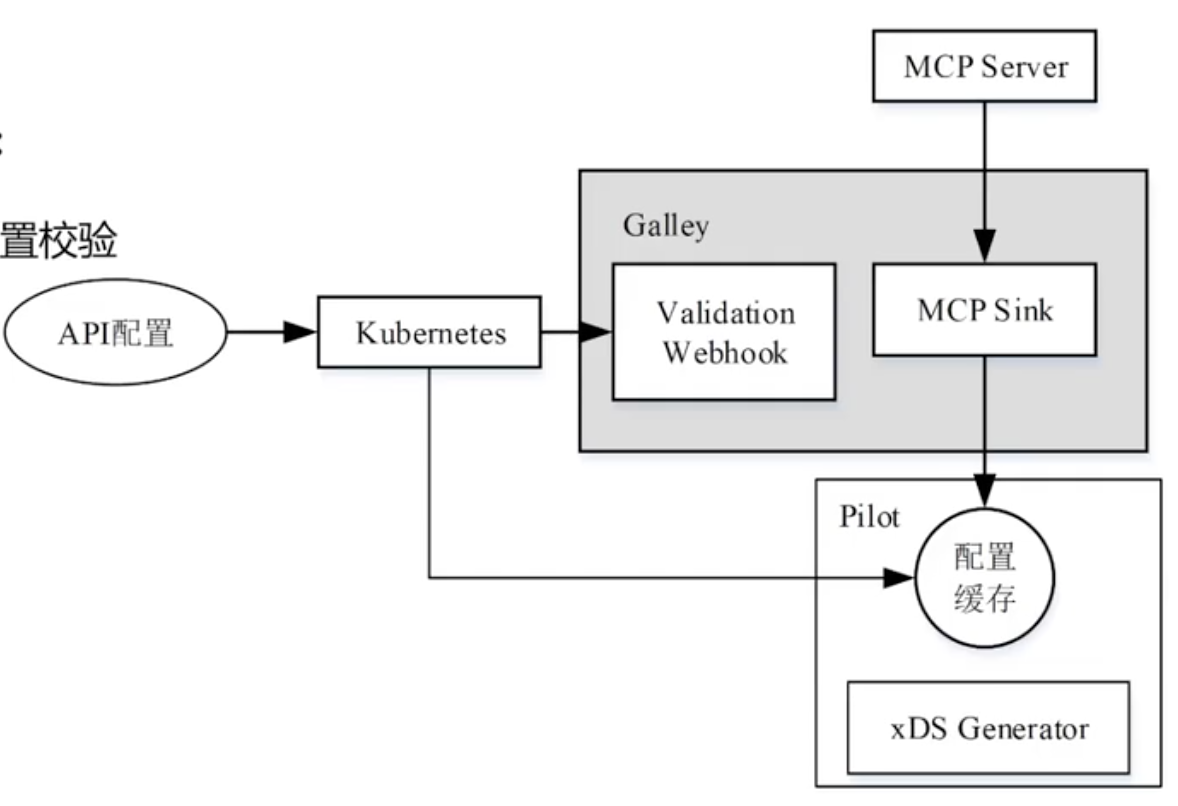 MCP Server
:
置校验
Galley
API配置
Kubernetes
Validation
Webhook
MCP Sink
Pilot
配置
缓存
xDS Generator